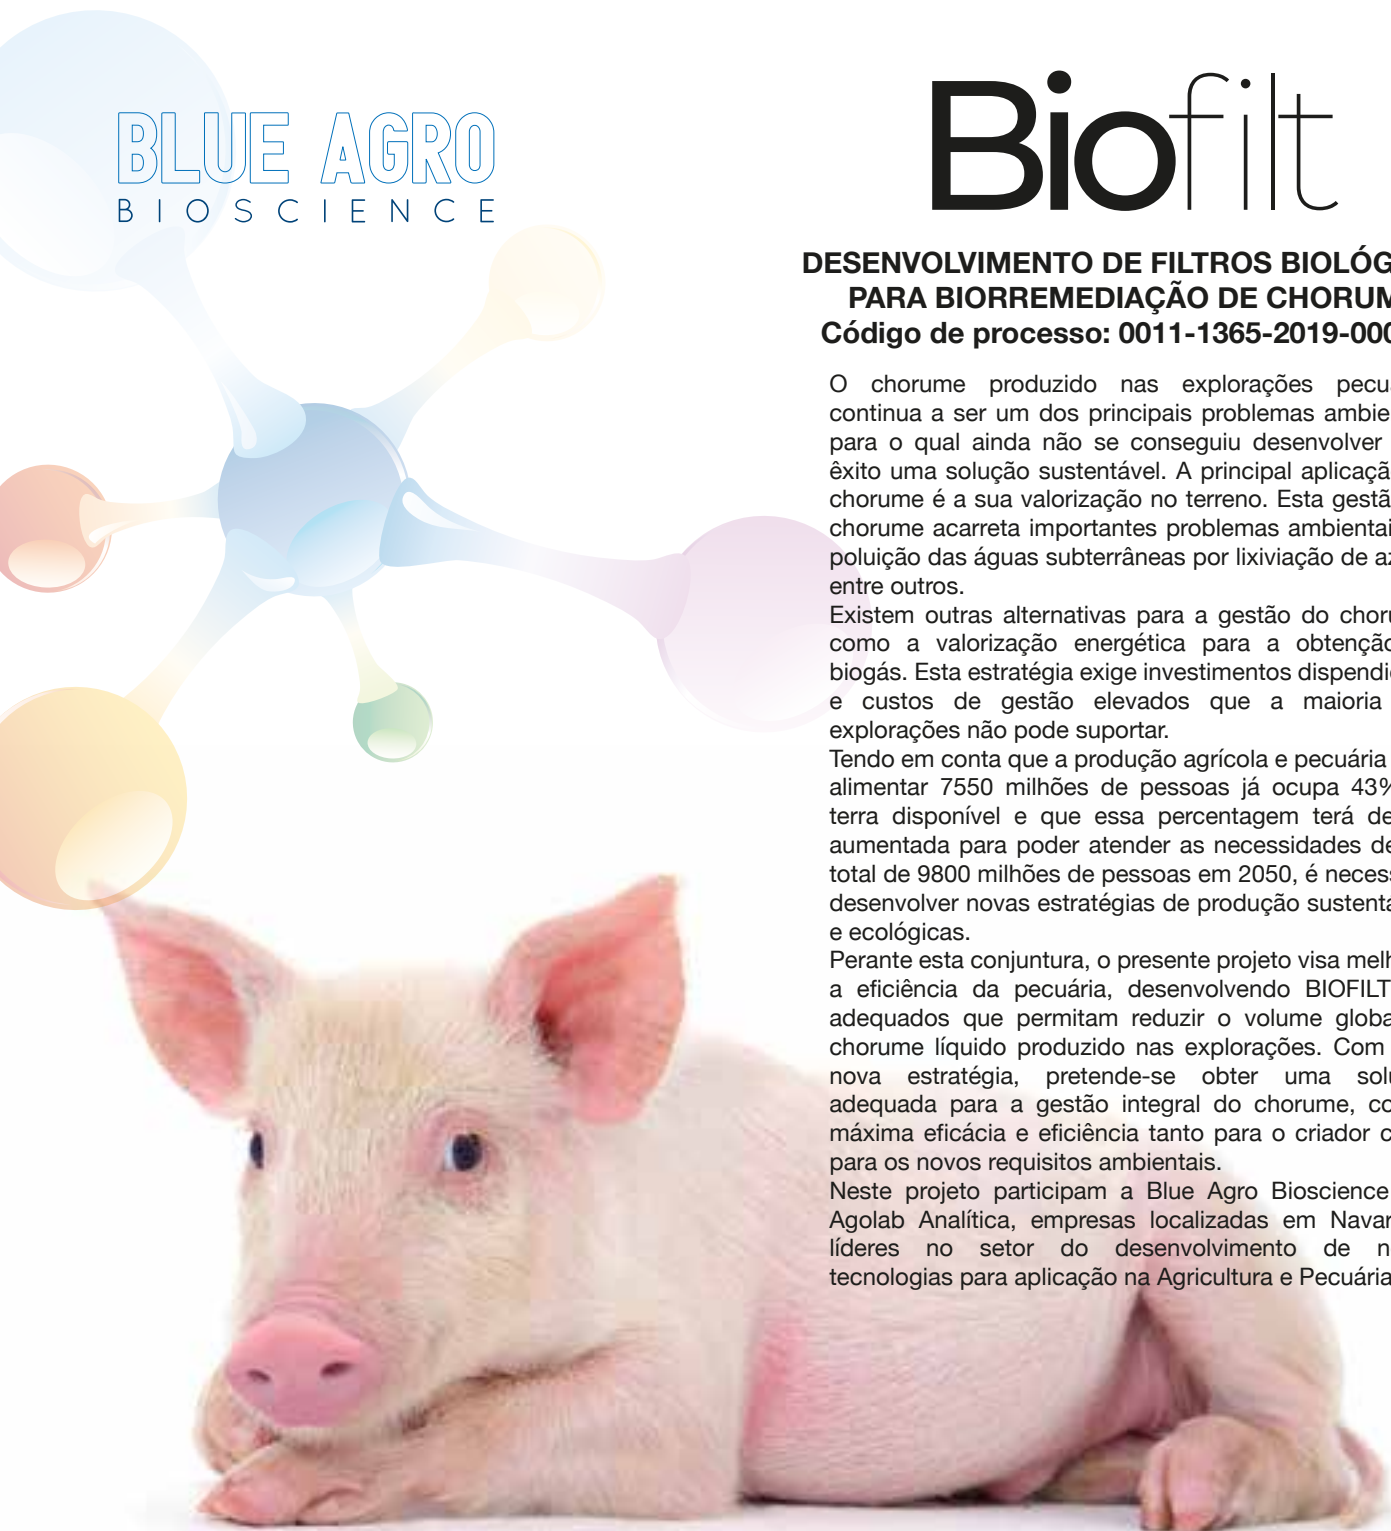 BLUE AGRO
BIOSCIENCE
Biofilt
DESENVOLVIMENTO DE FILTROS BIOLÓG
PARA BIORREMEDIAÇÃO DE CHORUM
Código de processo: 0011-1365-2019-000
O chorume produzido nas explorações pecu
continua a ser um dos principais problemas ambie
para o qual ainda não se conseguiu desenvolver
êxito uma solução sustentável. A principal aplicaçã
chorume é a sua valorização no terreno. Esta gestã
chorume acarreta importantes problemas ambientai
poluição das águas subterrâneas por lixiviação de az
entre outros.
Existem outras alternativas para a gestão do choru
como a valorização energética para a obtenção
biogás. Esta estratégia exige investimentos dispendi
e custos de gestão elevados que a maioria
explorações não pode suportar.
Tendo em conta que a produção agrícola e pecuária
alimentar 7550 milhões de pessoas já ocupa 43%
terra disponível e que essa percentagem terá de
aumentada para poder atender as necessidades de
total de 9800 milhões de pessoas em 2050, é necess
desenvolver novas estratégias de produção sustentá
e ecológicas.
Perante esta conjuntura, o presente projeto visa melh
a eficiência da pecuária, desenvolvendo BIOFILT
adequados que permitam reduzir o volume globa
chorume líquido produzido nas explorações. Com
nova estratégia, pretende-se obter uma solu
adequada para a gestão integral do chorume, co
máxima eficácia e eficiência tanto para o criador c
para os novos requisitos ambientais.
Neste projeto participam a Blue Agro Bioscience
Agolab Analítica, empresas localizadas em Navar
líderes no setor do desenvolvimento de n
tecnologias para aplicação na Agricultura e Pecuária